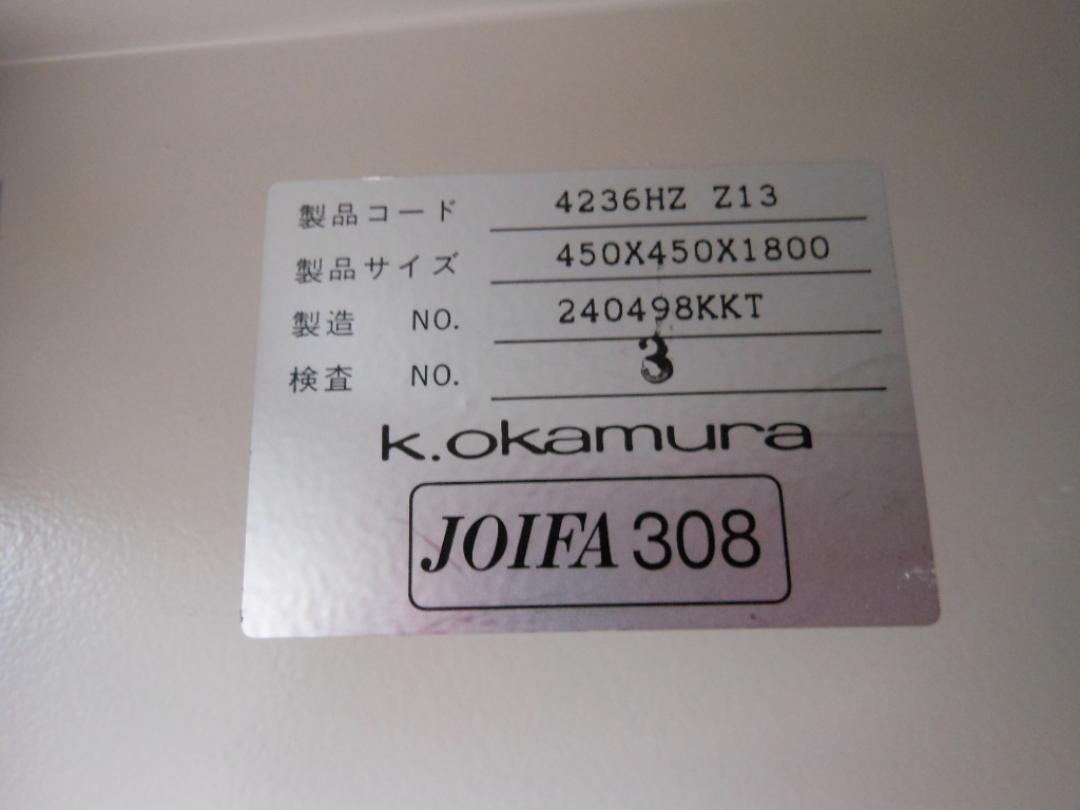 製品コード 4236HZ Z13
製品サイズ 450X450X1800
製造 NO. 240498KKT
検査 NO. 3
k.okamura
JOIFA 308